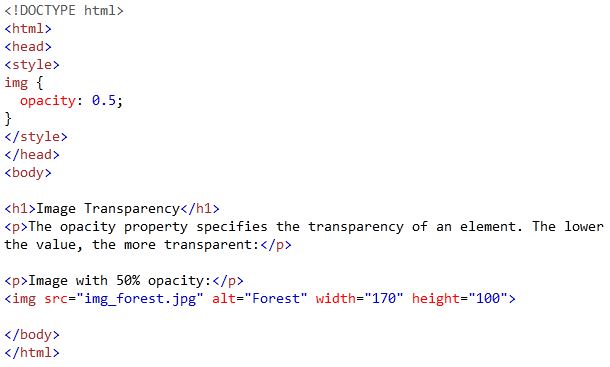 <!DOCTYPE html>
<html>
<head>
<style>
img {
  opacity: 0.5;
}
</style>
</head>
<body>

<h1>Image Transparency</h1>
<p>The opacity property specifies the transparency of an element. The lower
the value, the more transparent:</p>

<p>Image with 50% opacity:</p>
<img src="img_forest.jpg" alt="Forest" width="170" height="100">

</body>
</html>